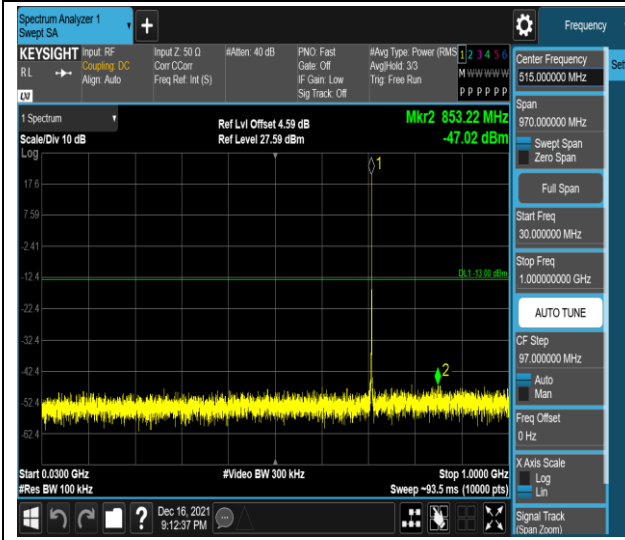 Spectrum Analyzer 1
Swept SA
Frequency
KEYSIGHT
RL
Input: RF
Coupling: DC
Align: Auto
Input Z: 50 Ω
Corr CCorr
Freq Ref: Int (S)
#Atten: 40 dB
PNO: Fast
Gate: Off
IF Gain: Low
Sig Track: Off
#Avg Type: Power (RMS
Avg|Hold: 3/3
Trig: Free Run
1 2 3 4 5 6
M W W W W W
P P P P P P
LXI
1 Spectrum
Scale/Div 10 dB
Ref Lvl Offset 4.59 dB
Ref Level 27.59 dBm
Mkr2 853.22 MHz
-47.02 dBm
Log
17.6
7.59
-2.41
-12.4
-22.4
-32.4
-42.4
-52.4
-62.4
1
DL1 -13.00 dBm
2
Start 0.0300 GHz
#Res BW 100 kHz
#Video BW 300 kHz
Stop 1.0000 GHz
Sweep ~93.5 ms (10000 pts)
Dec 16, 2021
9:12:37 PM
Center Frequency
515.000000 MHz
Set
Span
970.000000 MHz
Swept Span
Zero Span
Full Span
Start Freq
30.000000 MHz
Stop Freq
1.000000000 GHz
AUTO TUNE
CF Step
97.000000 MHz
Auto
Man
Freq Offset
0 Hz
X Axis Scale
Log
Lin
Signal Track
(Span Zoom)